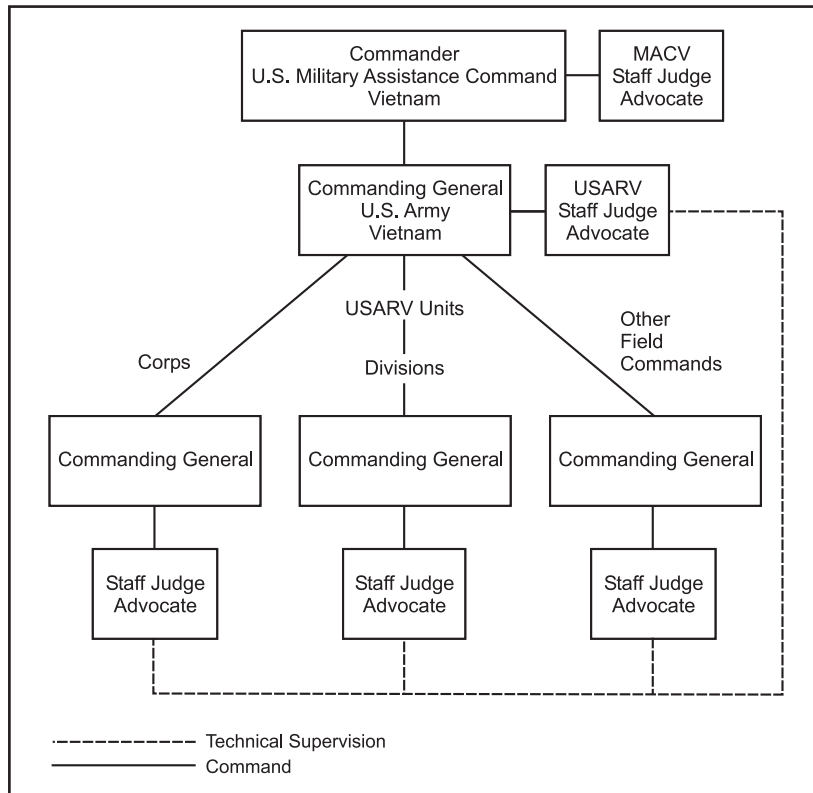 Commander
U.S. Military Assistance Command
Vietnam
MACV
Staff Judge
Advocate
Commanding General
U.S. Army
Vietnam
USARV
Staff Judge
Advocate
USARV Units
Corps
Divisions
Other
Field
Commands
Commanding General
Commanding General
Commanding General
Staff Judge
Advocate
Staff Judge
Advocate
Staff Judge
Advocate
Technical Supervision
Command